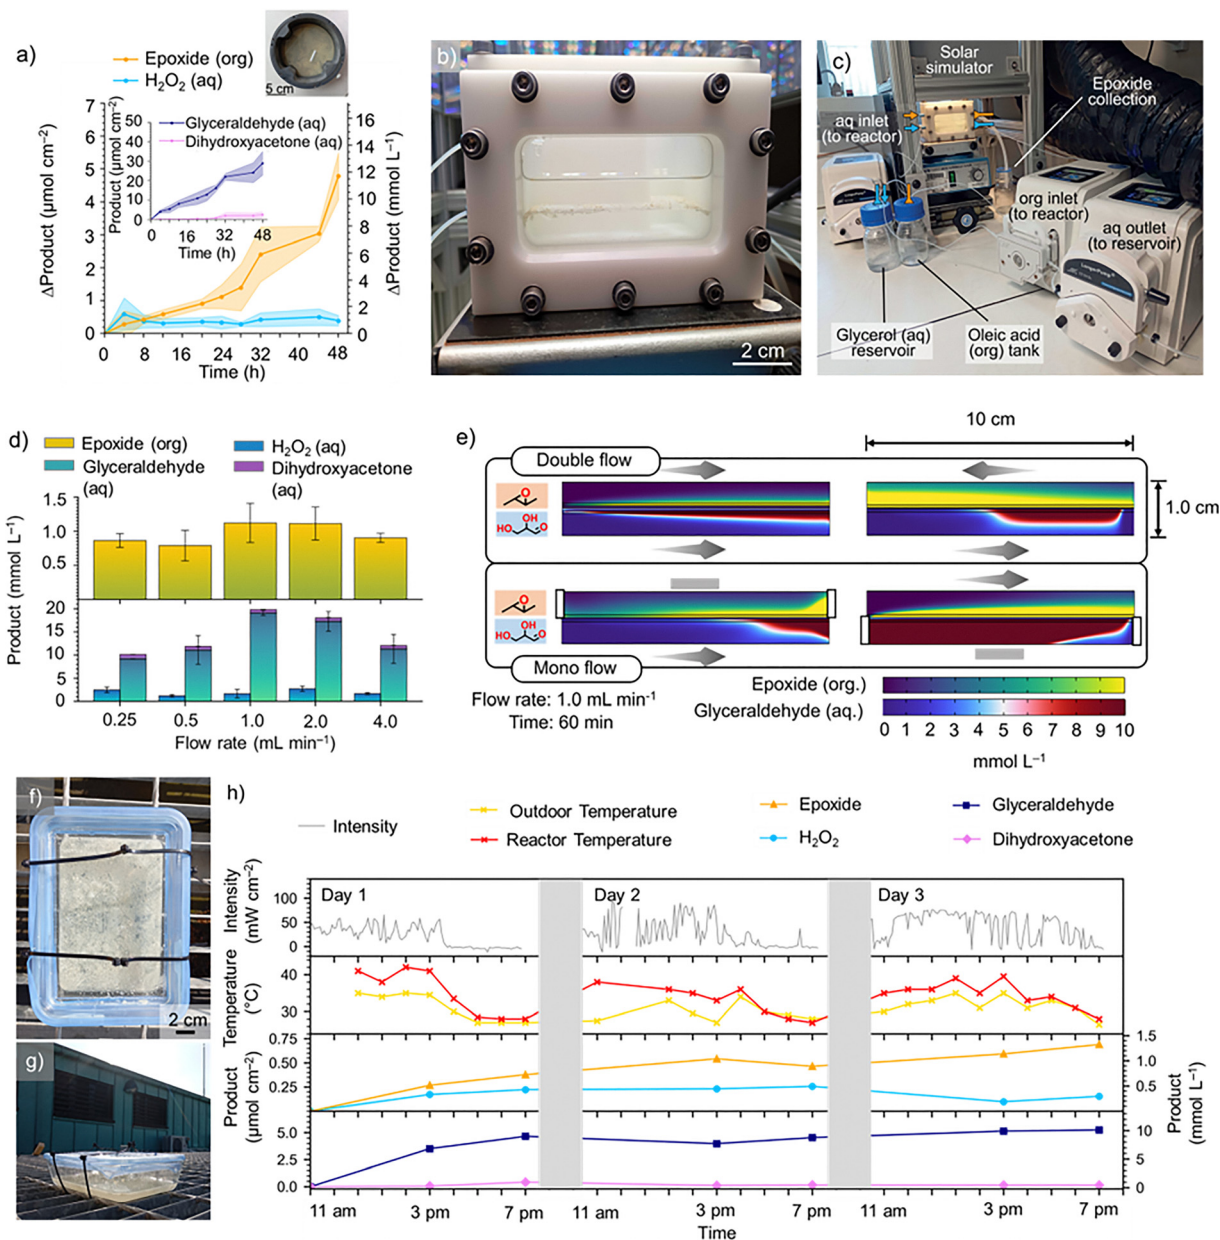 a)
Epoxide (org)
H₂O₂ (aq)
5 cm
ΔProduct (μmol cm⁻²)
7
6
5
4
3
2
1
0
Product (μmol cm⁻²)
50
40
30
20
10
0
Glyceraldehyde (aq)
Dihydroxyacetone (aq)
0 16 32 48
Time (h)
16
14
12
10
8
6
4
2
0
ΔProduct (mmol L⁻¹)
0 8 16 24 32 40 48
Time (h)
b)
2 cm
c)
Solar
simulator
Epoxide
collection
aq inlet
(to reactor)
org inlet
(to reactor)
aq outlet
(to reservoir)
Glycerol (aq)
reservoir
Oleic acid
(org) tank
d)
Epoxide (org)
H₂O₂ (aq)
Glyceraldehyde
(aq)
Dihydroxyacetone
(aq)
Product (mmol L⁻¹)
1.5
1.0
0.5
20
15
10
5
0
0.25 0.5 1.0 2.0 4.0
Flow rate (mL min⁻¹)
e)
10 cm
Double flow
O
OH
HO O
1.0 cm
O
OH
HO O
Mono flow
Flow rate: 1.0 mL min⁻¹
Time: 60 min
Epoxide (org.)
Glyceraldehyde (aq.)
0 1 2 3 4 5 6 7 8 9 10
mmol L⁻¹
f)
2 cm
g)
h)
Intensity
Outdoor Temperature
Reactor Temperature
Epoxide
H₂O₂
Glyceraldehyde
Dihydroxyacetone
Intensity
(mW cm⁻²)
100
50
0
Day 1
Day 2
Day 3
Temperature
(°C)
40
30
Product
(μmol cm⁻²)
0.75
0.50
0.25
5.0
2.5
0.0
1.5
1.0
0.5
10
5
0
Product
(mmol L⁻¹)
11 am 3 pm 7 pm 11 am 3 pm 7 pm 11 am 3 pm 7 pm
Time